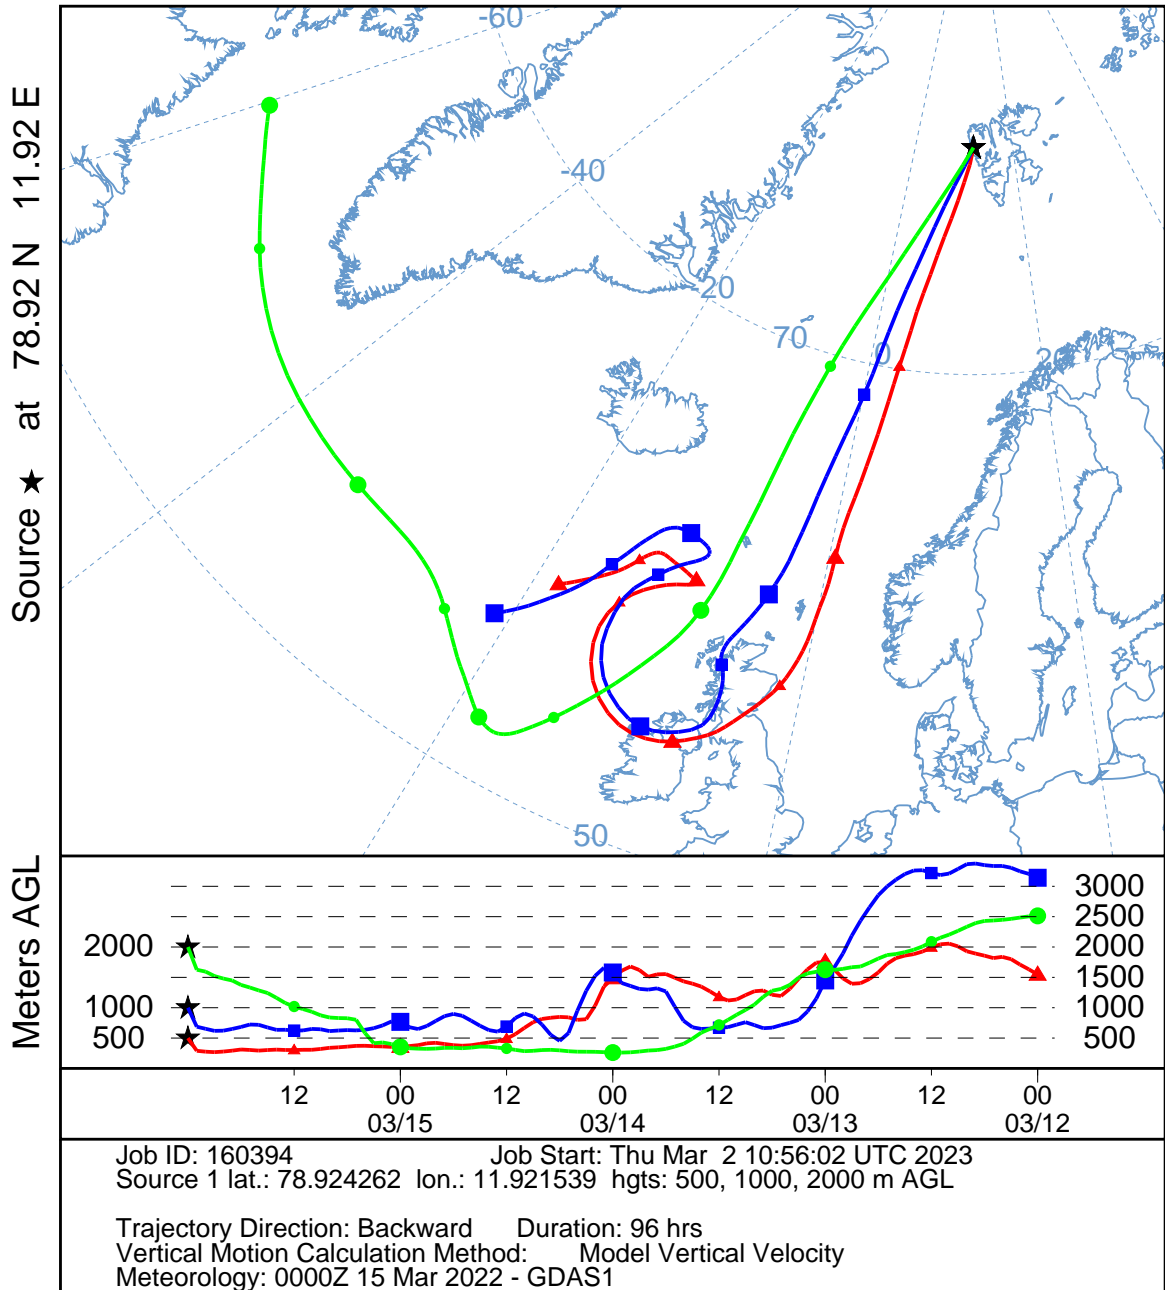 Source ★ at 78.92 N 11.92 E
-60
-40
-20
70
0
20
50
Meters AGL
2000
1000
500
3000
2500
2000
1500
1000
500
12 00 12 00 12 00 12 00
03/15 03/14 03/13 03/12
Job ID: 160394 Job Start: Thu Mar 2 10:56:02 UTC 2023
Source 1 lat.: 78.924262 lon.: 11.921539 hgts: 500, 1000, 2000 m AGL
Trajectory Direction: Backward Duration: 96 hrs
Vertical Motion Calculation Method: Model Vertical Velocity
Meteorology: 0000Z 15 Mar 2022 - GDAS1